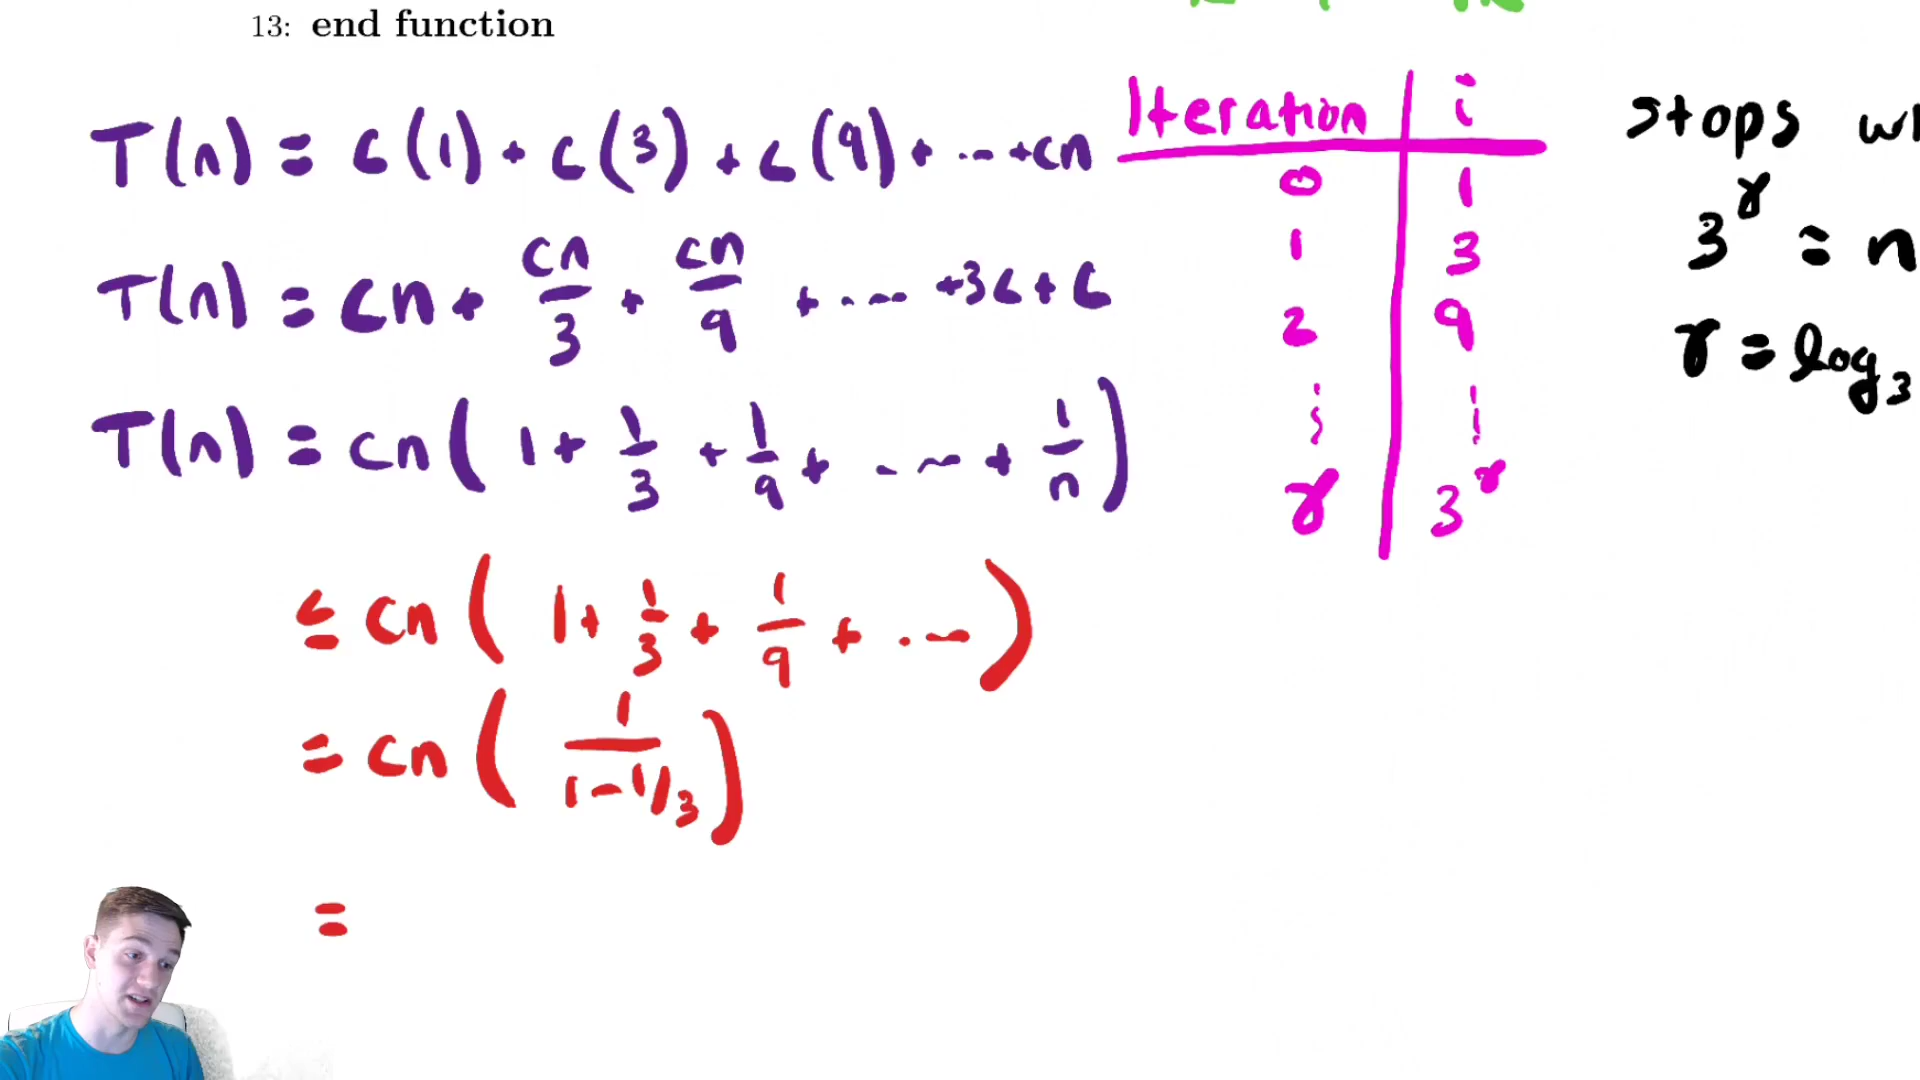 13: end function
T(n) = c(1) + c(3) + c(9) + ... + cn
T(n) = cn + cn/3 + cn/9 + ... + 3c + c
T(n) = cn( 1 + 1/3 + 1/9 + ... + 1/n )
≤ cn( 1 + 1/3 + 1/9 + ... )
= cn( 1 / (1 - 1/3) )
=
Iteration | i
0 | 1
1 | 3
2 | 9
⋮ | ⋮
γ | 3^γ
stops
3^γ = n
γ = log_3